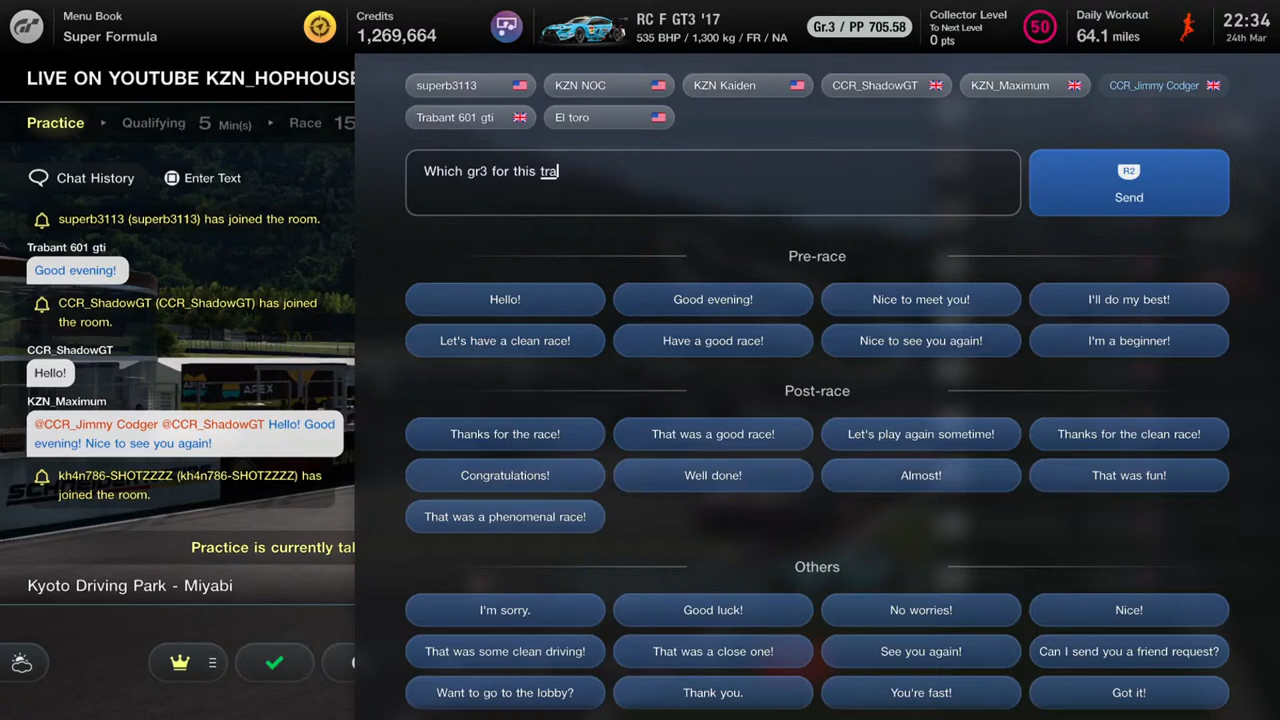 Menu Book
Super Formula
Credits
1,269,664
RC F GT3 '17
535 BHP / 1,300 kg / FR / NA
Gr.3 / PP 705.58
Collector Level
To Next Level
0 pts
50
Daily Workout
64.1 miles
22:34
24th Mar
LIVE ON YOUTUBE KZN_HOPHOUSE
Practice
Qualifying 5 Min(s)
Race 15
Chat History
Enter Text
superb3113 (superb3113) has joined the room.
Trabant 601 gti
Good evening!
CCR_ShadowGT (CCR_ShadowGT) has joined
the room.
CCR_ShadowGT
Hello!
KZN_Maximum
@CCR_Jimmy Codger @CCR_ShadowGT Hello! Good
evening! Nice to see you again!
kh4n786-SHOTZZZZ (kh4n786-SHOTZZZZ) has
joined the room.
APEX
Practice is currently tal
Kyoto Driving Park - Miyabi
superb3113
KZN NOC
KZN Kaiden
CCR_ShadowGT
KZN_Maximum
CCR_Jimmy Codger
Trabant 601 gti
El toro
Which gr3 for this tra
R2
Send
Pre-race
Hello!
Good evening!
Nice to meet you!
I'll do my best!
Let's have a clean race!
Have a good race!
Nice to see you again!
I'm a beginner!
Post-race
Thanks for the race!
That was a good race!
Let's play again sometime!
Thanks for the clean race!
Congratulations!
Well done!
Almost!
That was fun!
That was a phenomenal race!
Others
I'm sorry.
Good luck!
No worries!
Nice!
That was some clean driving!
That was a close one!
See you again!
Can I send you a friend request?
Want to go to the lobby?
Thank you.
You're fast!
Got it!